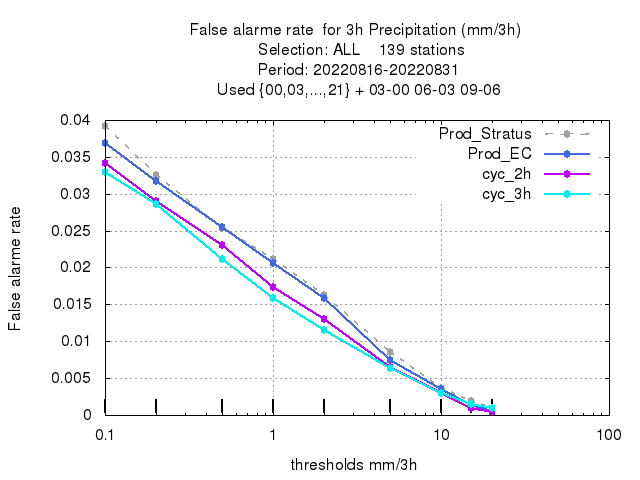 False alarme rate  for 3h Precipitation (mm/3h)
Selection: ALL    139 stations
Period: 20220816-20220831
Used {00,03,...,21} + 03-00 06-03 09-06
Prod_Stratus
Prod_EC
cyc_2h
cyc_3h
False alarme rate
0.04
0.035
0.03
0.025
0.02
0.015
0.01
0.005
0
0.1 1 10 100
thresholds mm/3h